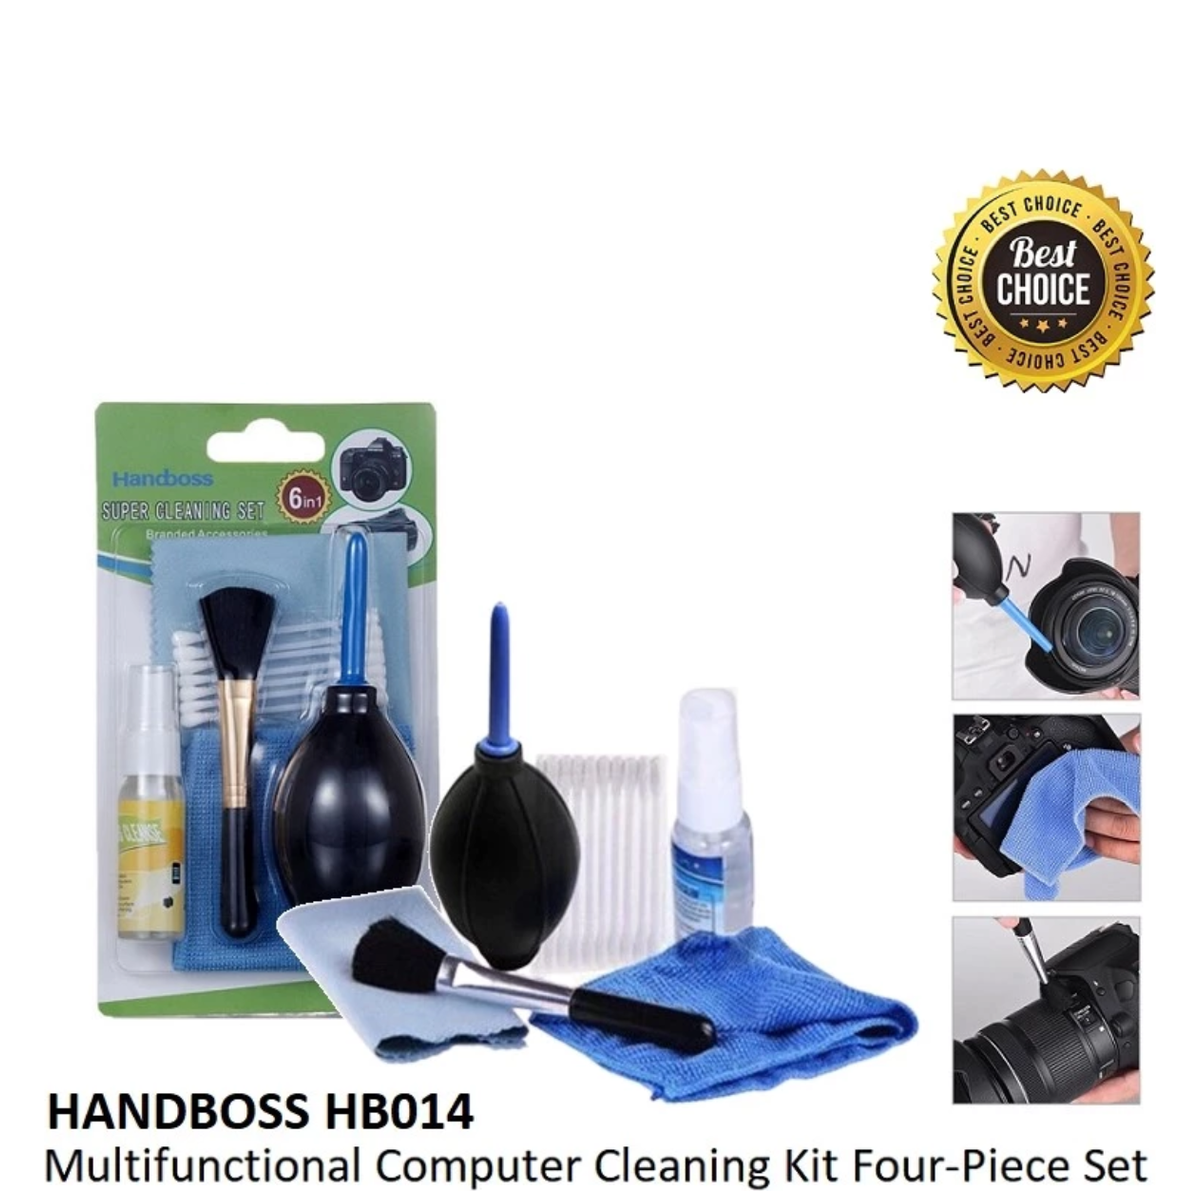 BEST CHOICE · BEST CHOICE · BEST CHOICE · BEST CHOICE ·
Best
CHOICE
Handboss
SUPER CLEANING SET
6in1
Branded Accessories
N
CLEANSE
HANDBOSS HB014
Multifunctional Computer Cleaning Kit Four-Piece Set